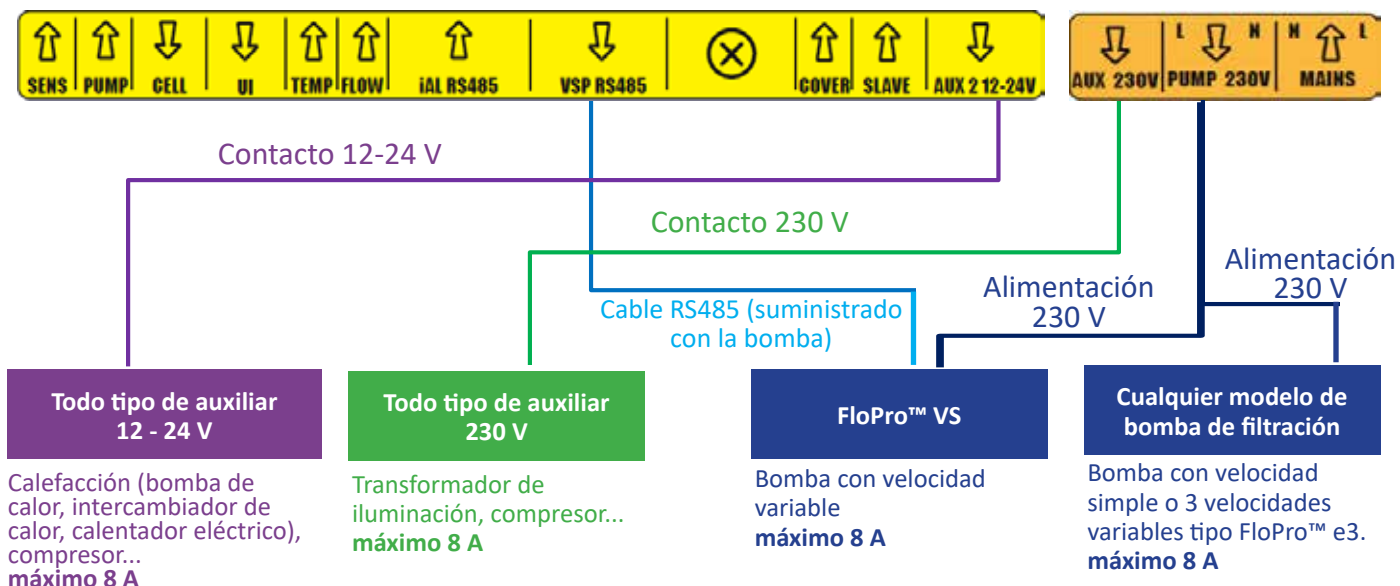 SENS PUMP CELL UI TEMP FLOW iAL RS485 VSP RS485 COVER SLAVE AUX 2 12-24V
L N N L
AUX 230V PUMP 230V MAINS
Contacto 12-24 V
Contacto 230 V
Cable RS485 (suministrado
con la bomba)
Alimentación
230 V
Alimentación
230 V
Todo tipo de auxiliar
12 - 24 V
Calefacción (bomba de
calor, intercambiador de
calor, calentador eléctrico),
compresor...
máximo 8 A
Todo tipo de auxiliar
230 V
Transformador de
iluminación, compresor...
máximo 8 A
FloPro™ VS
Bomba con velocidad
variable
máximo 8 A
Cualquier modelo de
bomba de filtración
Bomba con velocidad
simple o 3 velocidades
variables tipo FloPro™ e3.
máximo 8 A